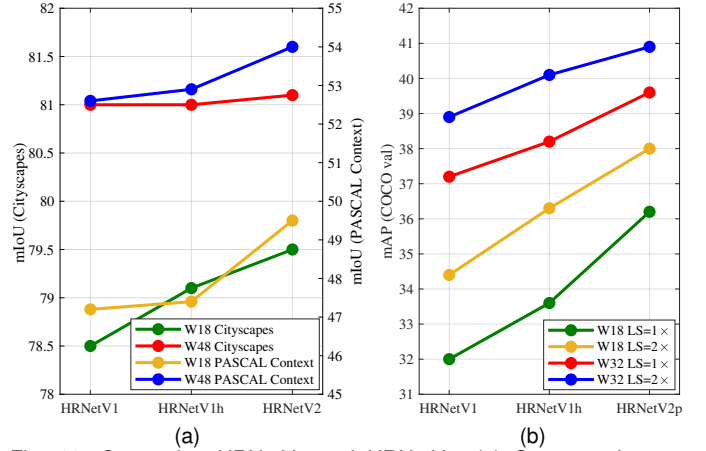 82
81.5
81
80.5
80
79.5
79
78.5
78
mIoU (Cityscapes)
55
54
53
52
51
50
49
48
47
46
45
mIoU (PASCAL Context)
W18 Cityscapes
W48 Cityscapes
W18 PASCAL Context
W48 PASCAL Context
HRNetV1 HRNetV1h HRNetV2
(a)
42
41
40
39
38
37
36
35
34
33
32
31
mAP (COCO val)
W18 LS=1×
W18 LS=2×
W32 LS=1×
W32 LS=2×
HRNetV1 HRNetV1h HRNetV2p
(b)